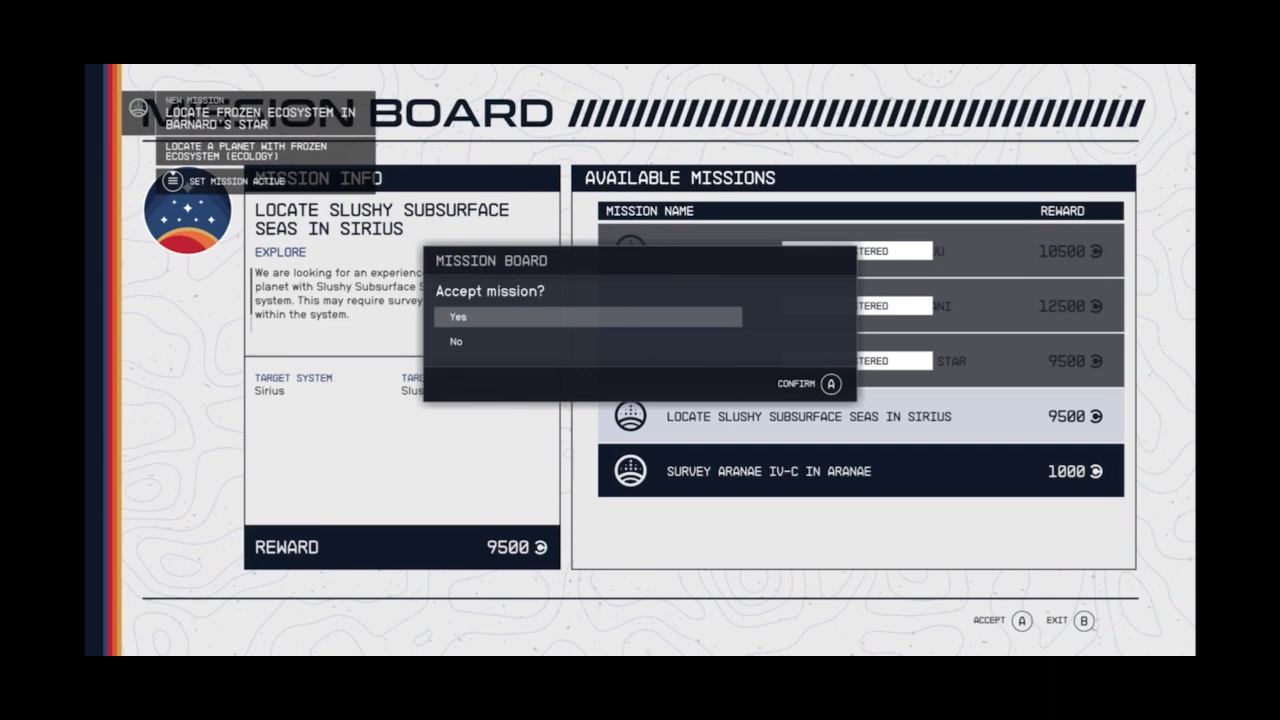 NEW MISSION
LOCATE FROZEN ECOSYSTEM IN
BARNARD'S STAR
LOCATE A PLANET WITH FROZEN
ECOSYSTEM (ECOLOGY)
SET MISSION ACTIVE
MISSION BOARD
MISSION INFO
LOCATE SLUSHY SUBSURFACE
SEAS IN SIRIUS
EXPLORE
We are looking for an
planet with Slushy Subsurface
system. This may require survey
within the system.
TARGET SYSTEM
Sirius
REWARD 9500
AVAILABLE MISSIONS
MISSION NAME REWARD
10500
12500
STAR 9500
LOCATE SLUSHY SUBSURFACE SEAS IN SIRIUS 9500
SURVEY ARANAE IV-C IN ARANAE 1000
MISSION BOARD
Accept mission?
Yes
No
CONFIRM A
ACCEPT A EXIT B